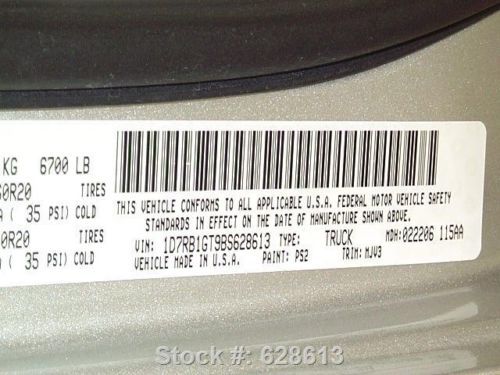 KG 6700 LB
0R20 TIRES
A ( 35 PSI) COLD
0R20 TIRES
A ( 35 PSI) COLD
THIS VEHICLE CONFORMS TO ALL APPLICABLE U.S.A. FEDERAL MOTOR VEHICLE SAFETY
STANDARDS IN EFFECT ON THE DATE OF MANUFACTURE SHOWN ABOVE.
VIN: 1D7RB1GT9BS628613 TYPE: TRUCK MDH: 022206 115AA
VEHICLE MADE IN U.S.A. PAINT: PS2 TRIM: MJV3
Stock #: 628613